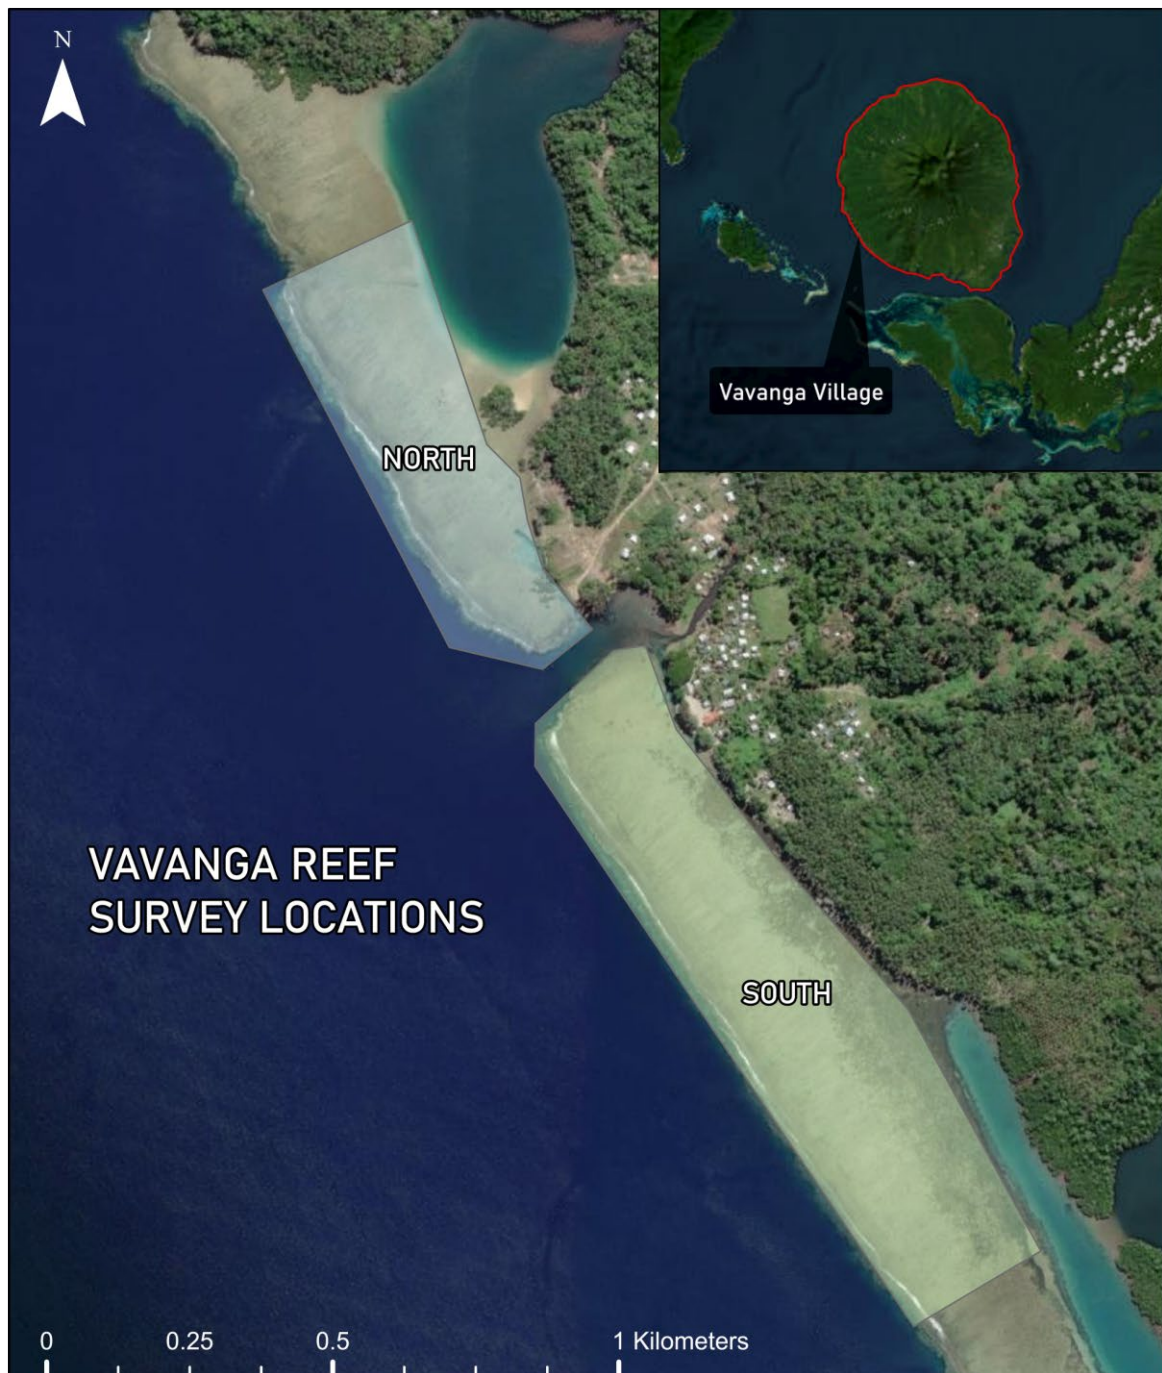 N
Vavanga Village
NORTH
VAVANGA REEF
SURVEY LOCATIONS
SOUTH
0 0.25 0.5 1 Kilometers